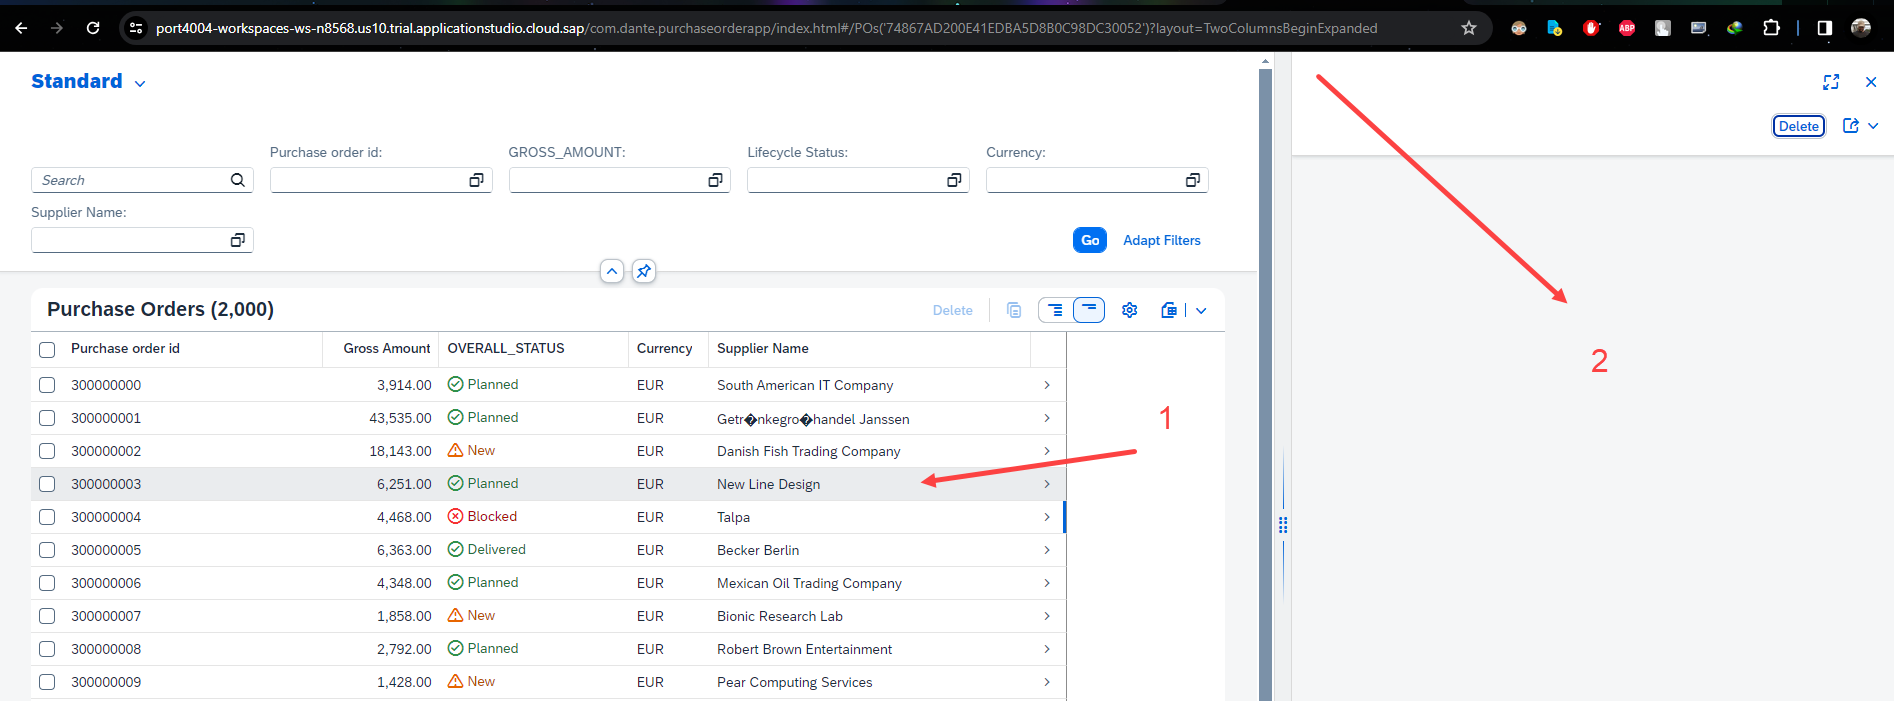 port4004-workspaces-ws-n8568.us10.trial.applicationstudio.cloud.sap/com.dante.purchaseorderapp/index.html#/POs('74867AD200E41EDBA5D8B0C98DC30052')?layout=TwoColumnsBeginExpanded
ABP
Standard
Delete
Purchase order id:
GROSS_AMOUNT:
Lifecycle Status:
Currency:
Search
Supplier Name:
Go
Adapt Filters
Purchase Orders (2,000)
Delete
Purchase order id Gross Amount OVERALL_STATUS Currency Supplier Name
300000000 3,914.00 Planned EUR South American IT Company
300000001 43,535.00 Planned EUR Getr�nkegro�handel Janssen
300000002 18,143.00 New EUR Danish Fish Trading Company
300000003 6,251.00 Planned EUR New Line Design
300000004 4,468.00 Blocked EUR Talpa
300000005 6,363.00 Delivered EUR Becker Berlin
300000006 4,348.00 Planned EUR Mexican Oil Trading Company
300000007 1,858.00 New EUR Bionic Research Lab
300000008 2,792.00 Planned EUR Robert Brown Entertainment
300000009 1,428.00 New EUR Pear Computing Services
1
2